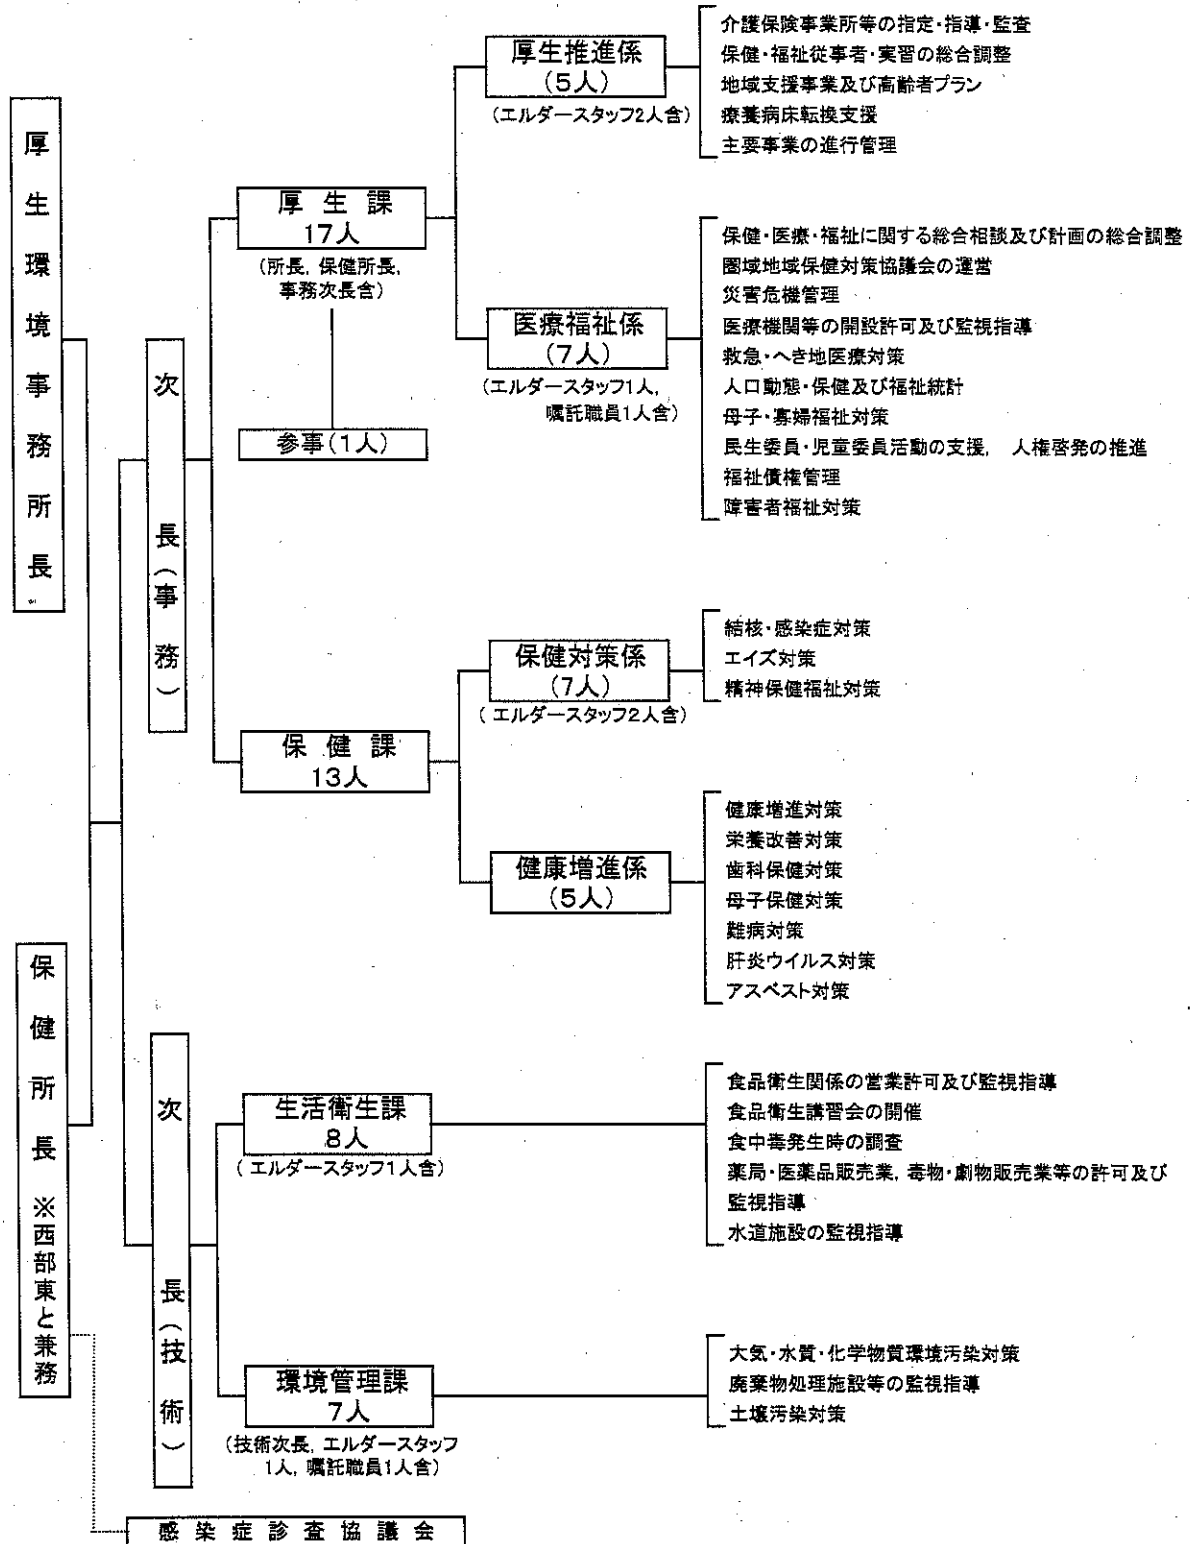 厚生環境事務所長
保健所長 ※西部東と兼務
次長(事務)
次長(技術)
厚生課
17人
(所長, 保健所長,
事務次長含)
参事(1人)
厚生推進係
(5人)
(エルダースタッフ2人含)
介護保険事業所等の指定・指導・監査
保健・福祉従事者・実習の総合調整
地域支援事業及び高齢者プラン
療養病床転換支援
主要事業の進行管理
医療福祉係
(7人)
(エルダースタッフ1人,
嘱託職員1人含)
保健・医療・福祉に関する総合相談及び計画の総合調整
圏域地域保健対策協議会の運営
災害危機管理
医療機関等の開設許可及び監視指導
救急・へき地医療対策
人口動態・保健及び福祉統計
母子・寡婦福祉対策
民生委員・児童委員活動の支援, 人権啓発の推進
福祉債権管理
障害者福祉対策
保健課
13人
保健対策係
(7人)
(エルダースタッフ2人含)
結核・感染症対策
エイズ対策
精神保健福祉対策
健康増進係
(5人)
健康増進対策
栄養改善対策
歯科保健対策
母子保健対策
難病対策
肝炎ウイルス対策
アスベスト対策
生活衛生課
8人
(エルダースタッフ1人含)
食品衛生関係の営業許可及び監視指導
食品衛生講習会の開催
食中毒発生時の調査
薬局・医薬品販売業, 毒物・劇物販売業等の許可及び
監視指導
水道施設の監視指導
環境管理課
7人
(技術次長, エルダースタッフ
1人, 嘱託職員1人含)
大気・水質・化学物質環境汚染対策
廃棄物処理施設等の監視指導
土壌汚染対策
感染症診査協議会